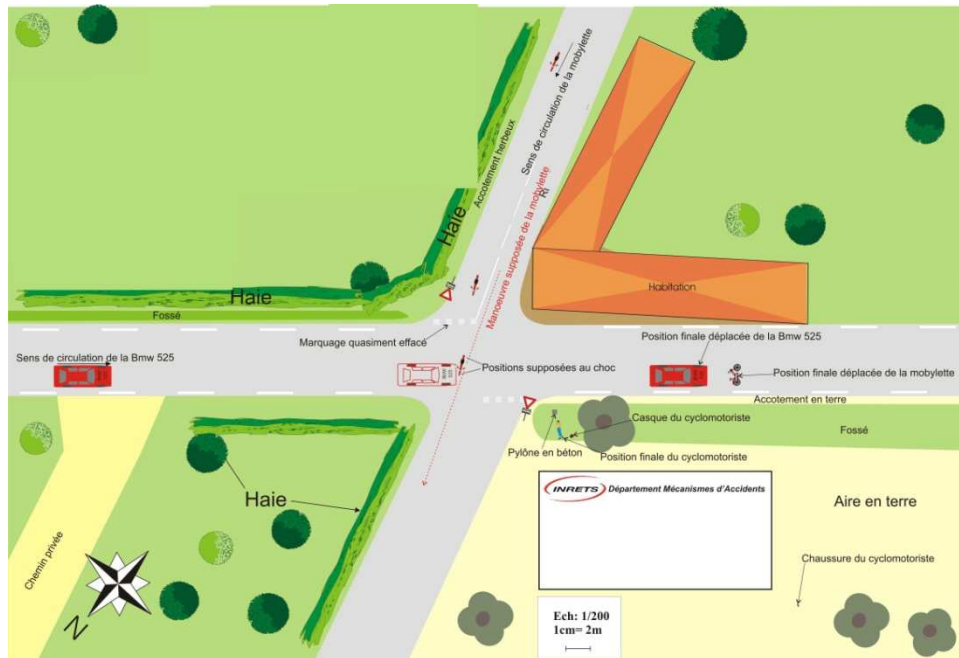 Sens de circulation de la mobylette
Accotement herbeux
Ri
Haie
Manoeuvre supposée de la mobylette
Haie
Habitation
Fossé
Marquage quasiment effacé
Position finale déplacée de la Bmw 525
Sens de circulation de la Bmw 525
Positions supposées au choc
BMW
525
Position finale déplacée de la mobylette
Accotement en terre
Casque du cyclomotoriste
Fossé
Pylône en béton
Position finale du cyclomotoriste
INRETS Département Mécanismes d'Accidents
Haie
Aire en terre
Chemin privée
Chaussure du cyclomotoriste
N
Ech: 1/200
1cm= 2m